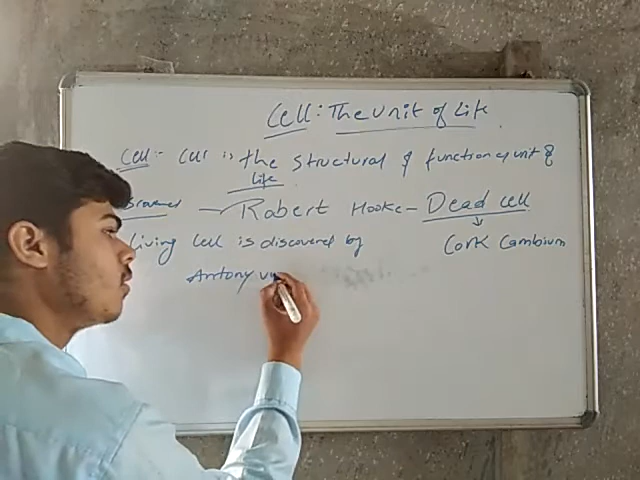 Cell: The Unit of Life
Cell:- Cell is the structural & functional unit of
life
Robert Hooke - Dead cell
Living Cell is discovered by
Cork Cambium
Antony